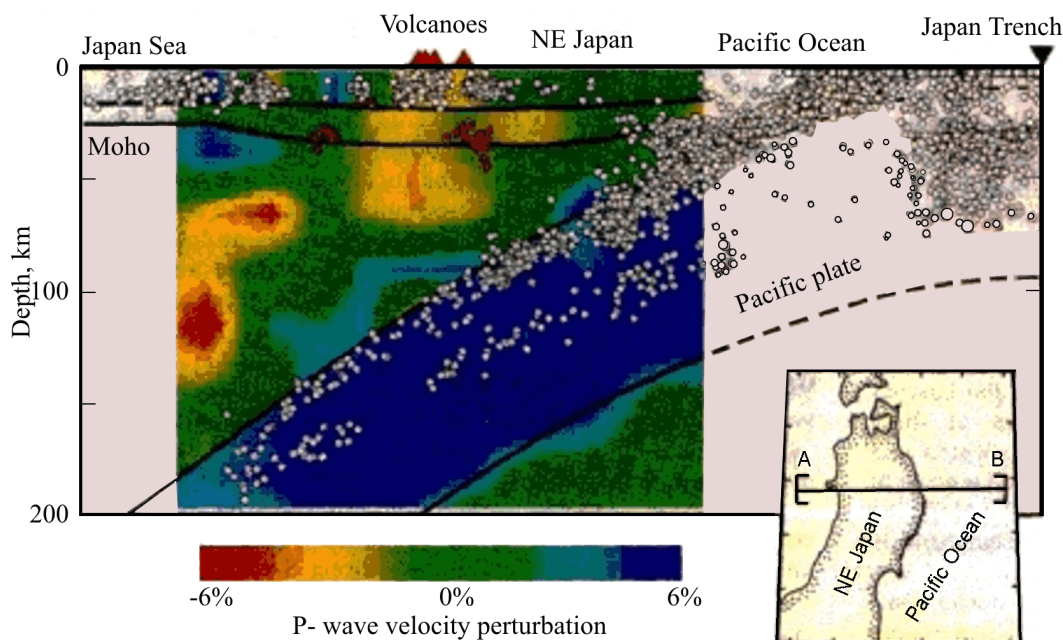 Volcanoes
Japan Sea
NE Japan
Pacific Ocean
Japan Trench
0
Moho
Depth, km
100
Pacific plate
A
B
NE Japan
Pacific Ocean
200
-6%
0%
6%
P- wave velocity perturbation